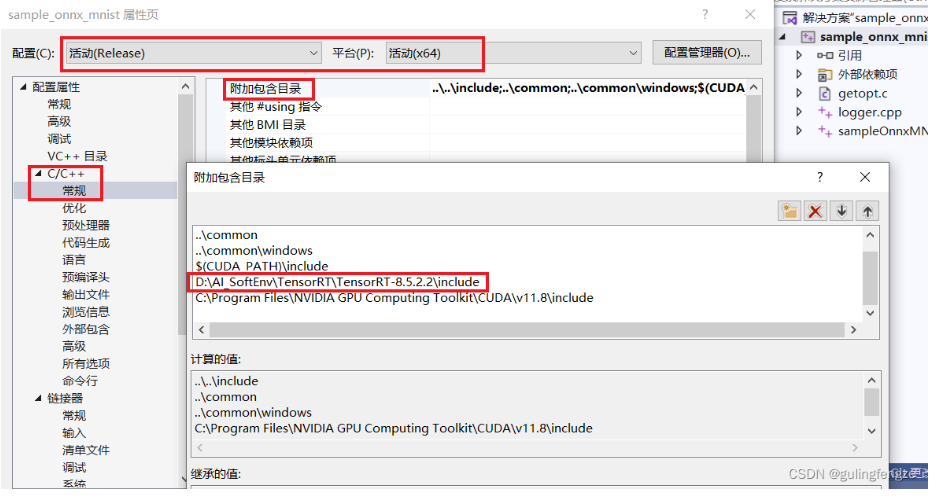 sample_onnx_mnist 属性页
配置(C):
活动(Release)
平台(P):
活动(x64)
配置管理器(O)...
配置属性
常规
高级
调试
VC++ 目录
C/C++
常规
优化
预处理器
代码生成
语言
预编译头
输出文件
浏览信息
外部包含
高级
所有选项
命令行
链接器
常规
输入
清单文件
调试
系统
附加包含目录
..\..\include;..\common;..\common\windows;$(CUDA
其他 #using 指令
其他 BMI 目录
其他模块依赖项
其他标头单元依赖项
附加包含目录
..\common
..\common\windows
$(CUDA_PATH)\include
D:\AI_SoftEnv\TensorRT\TensorRT-8.5.2.2\include
C:\Program Files\NVIDIA GPU Computing Toolkit\CUDA\v11.8\include
计算的值:
..\..\include
..\common
..\common\windows
C:\Program Files\NVIDIA GPU Computing Toolkit\CUDA\v11.8\include
继承的值:
解决方案"sample_onnx
sample_onnx_mni
引用
外部依赖项
getopt.c
logger.cpp
sampleOnnxMN
CSDN @gulingfengze